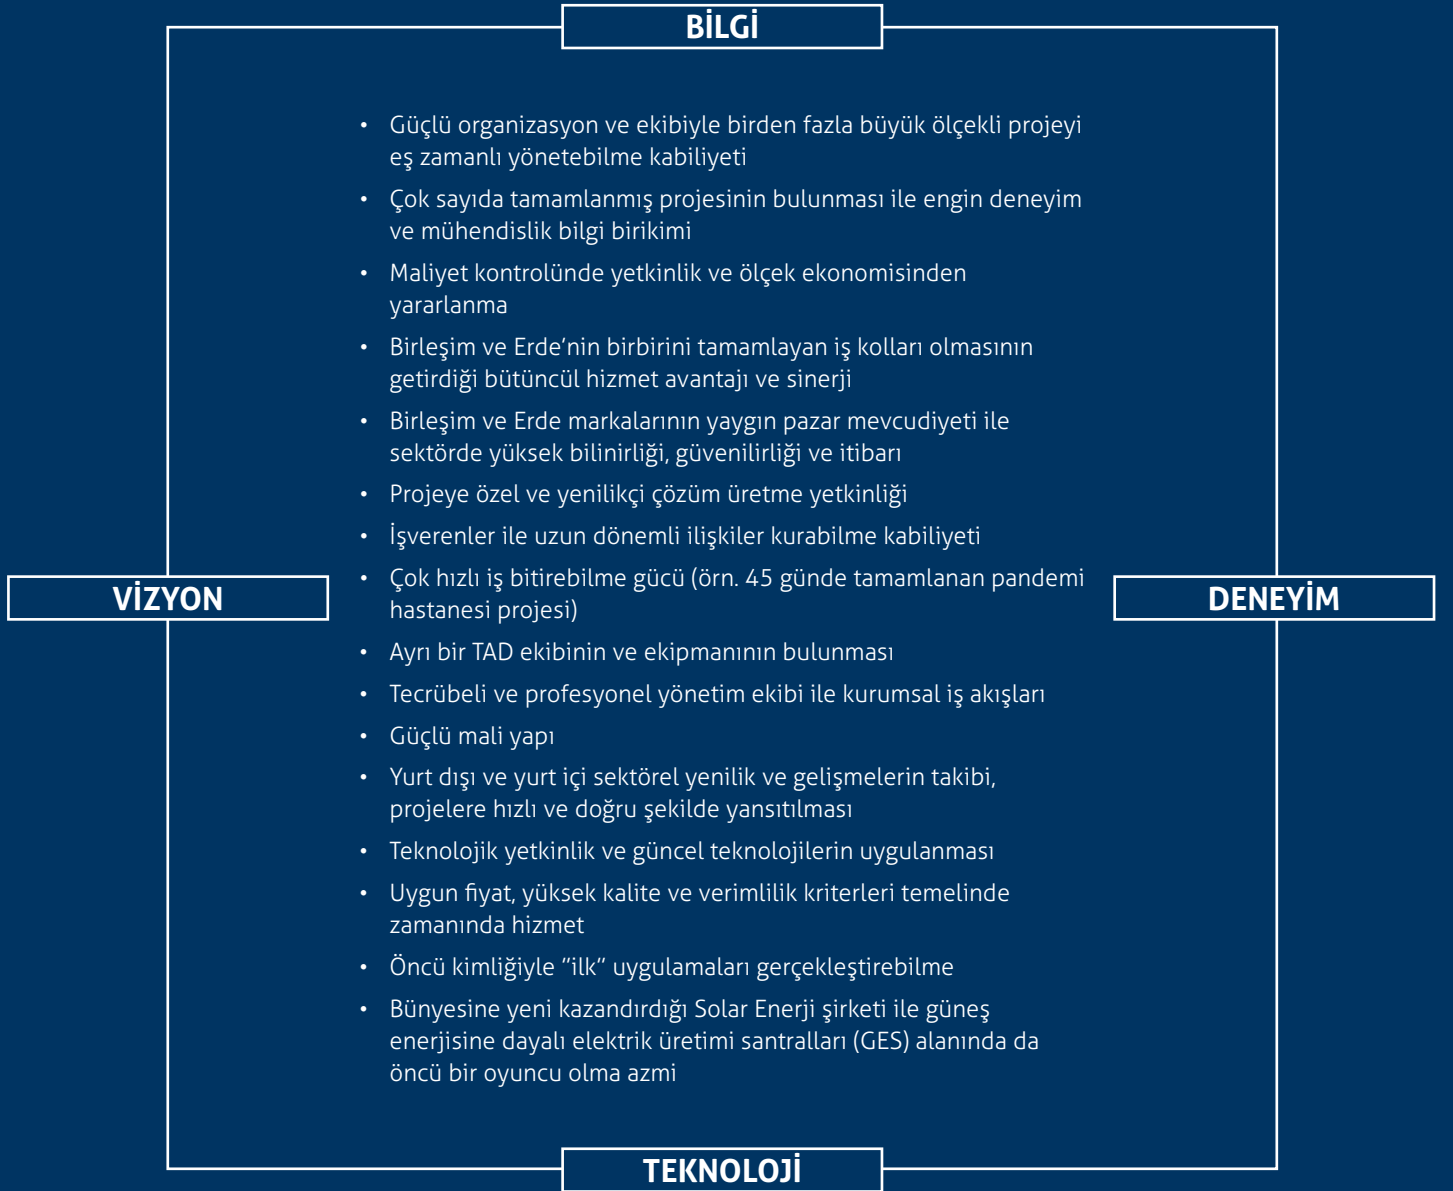 BİLGİ
• Güçlü organizasyon ve ekibiyle birden fazla büyük ölçekli projeyi
eş zamanlı yönetebilme kabiliyeti
• Çok sayıda tamamlanmış projesinin bulunması ile engin deneyim
ve mühendislik bilgi birikimi
• Maliyet kontrolünde yetkinlik ve ölçek ekonomisinden
yararlanma
• Birleşim ve Erde’nin birbirini tamamlayan iş kolları olmasının
getirdiği bütüncül hizmet avantajı ve sinerji
• Birleşim ve Erde markalarının yaygın pazar mevcudiyeti ile
sektörde yüksek bilinirliği, güvenilirliği ve itibarı
• Projeye özel ve yenilikçi çözüm üretme yetkinliği
• İşverenler ile uzun dönemli ilişkiler kurabilme kabiliyeti
• Çok hızlı iş bitirebilme gücü (örn. 45 günde tamamlanan pandemi
hastanesi projesi)
VİZYON
DENEYİM
• Ayrı bir TAD ekibinin ve ekipmanının bulunması
• Tecrübeli ve profesyonel yönetim ekibi ile kurumsal iş akışları
• Güçlü mali yapı
• Yurt dışı ve yurt içi sektörel yenilik ve gelişmelerin takibi,
projelere hızlı ve doğru şekilde yansıtılması
• Teknolojik yetkinlik ve güncel teknolojilerin uygulanması
• Uygun fiyat, yüksek kalite ve verimlilik kriterleri temelinde
zamanında hizmet
• Öncü kimliğiyle “ilk” uygulamaları gerçekleştirebilme
• Bünyesine yeni kazandırdığı Solar Enerji şirketi ile güneş
enerjisine dayalı elektrik üretimi santralları (GES) alanında da
öncü bir oyuncu olma azmi
TEKNOLOJİ